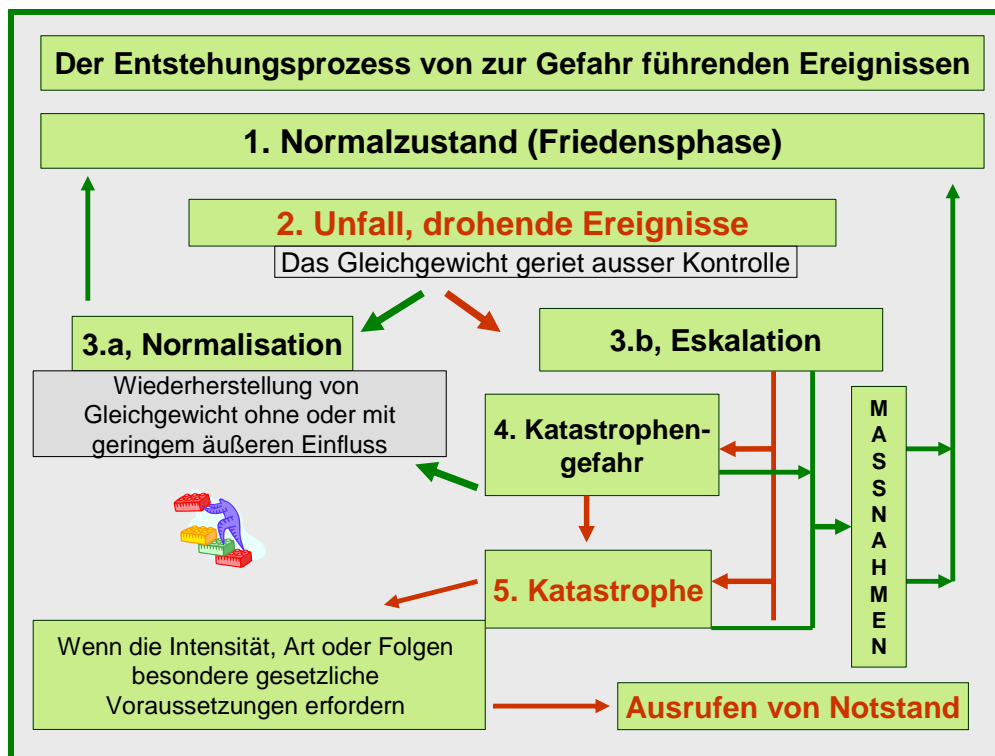 Der Entstehungsprozess von zur Gefahr führenden Ereignissen
1. Normalzustand (Friedensphase)
2. Unfall, drohende Ereignisse
Das Gleichgewicht geriet ausser Kontrolle
3.a, Normalisation
Wiederherstellung von
Gleichgewicht ohne oder mit
geringem äußeren Einfluss
3.b, Eskalation
4. Katastrophen-
gefahr
MASSNAHMEN
5. Katastrophe
Wenn die Intensität, Art oder Folgen
besondere gesetzliche
Voraussetzungen erfordern
Ausrufen von Notstand